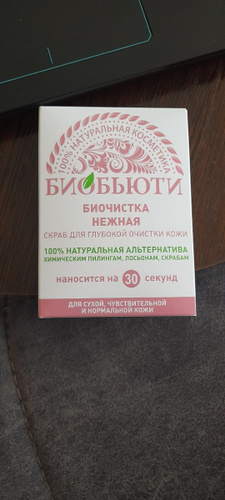 100% НАТУРАЛЬНАЯ КОСМЕТИКА
БИОБЬЮТИ
БИОЧИСТКА
НЕЖНАЯ
СКРАБ ДЛЯ ГЛУБОКОЙ ОЧИСТКИ КОЖИ
100% НАТУРАЛЬНАЯ АЛЬТЕРНАТИВА
ХИМИЧЕСКИМ ПИЛИНГАМ, ЛОСЬОНАМ, СКРАБАМ
наносится на 30 секунд
ДЛЯ СУХОЙ, ЧУВСТВИТЕЛЬНОЙ
И НОРМАЛЬНОЙ КОЖИ